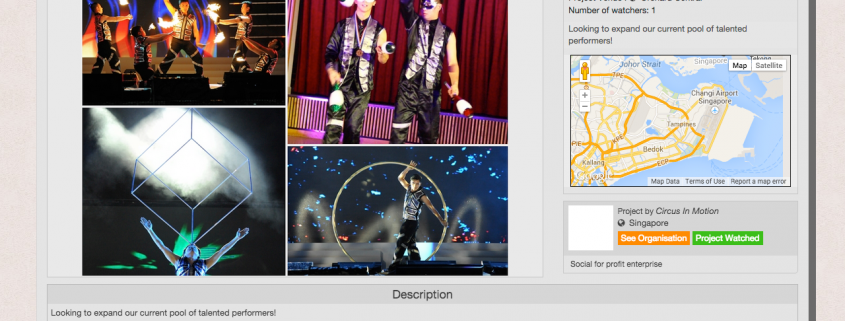 Number of watchers: 1
Looking to expand our current pool of talented
performers!
Johor Strait
Singapore
Map
Satellite
TPE
Changi Airport
Singapore
Tampines
PIE
KPE
Bedok
Kallang
ECP
Map Data
Terms of Use
Report a map error
Project by Circus In Motion
Singapore
See Organisation
Project Watched
Social for profit enterprise
Description
Looking to expand our current pool of talented performers!